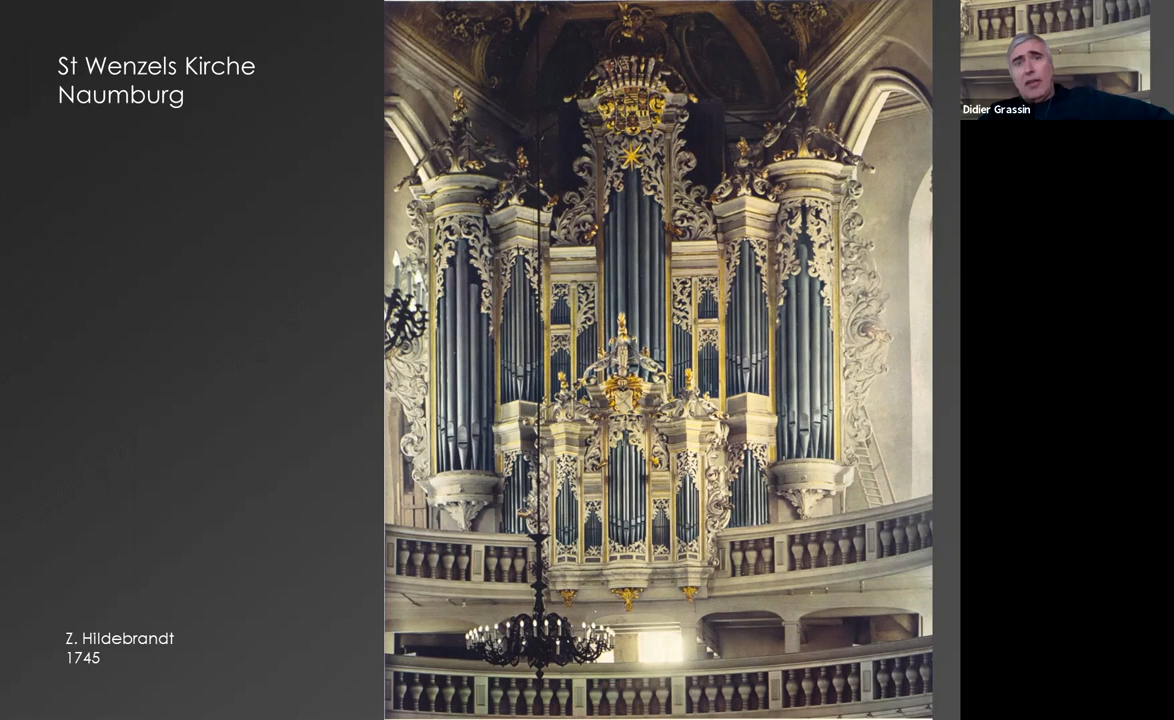 St Wenzels Kirche
Naumburg
Didier Grassin
Z. Hildebrandt
1745